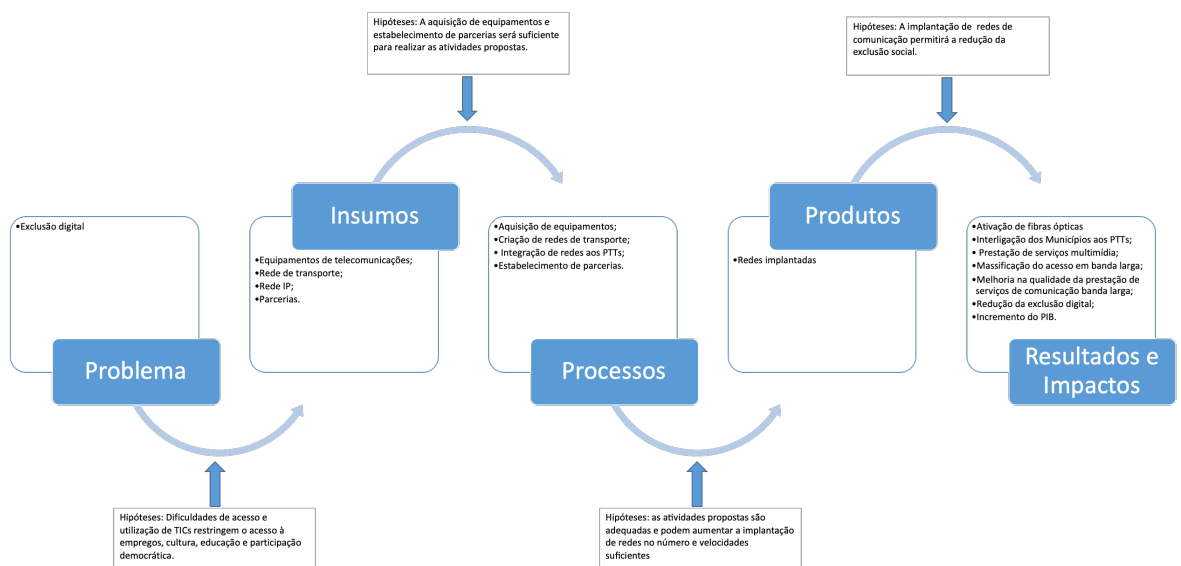 Hipóteses: A aquisição de equipamentos e
estabelecimento de parcerias será suficiente
para realizar as atividades propostas.
Hipóteses: A implantação de redes de
comunicação permitirá a redução da
exclusão social.
•Exclusão digital
Problema
Insumos
•Equipamentos de telecomunicações;
•Rede de transporte;
•Rede IP;
•Parcerias.
•Aquisição de equipamentos;
•Criação de redes de transporte;
• Integração de redes aos PTTs;
•Estabelecimento de parcerias.
Processos
Produtos
•Redes implantadas
•Ativação de fibras ópticas
•Interligação dos Municípios aos PTTs;
• Prestação de serviços multimídia;
•Massificação do acesso em banda larga;
•Melhoria na qualidade da prestação de
serviços de comunicação banda larga;
•Redução da exclusão digital;
•Incremento do PIB.
Resultados e
Impactos
Hipóteses: Dificuldades de acesso e
utilização de TICs restringem o acesso à
empregos, cultura, educação e participação
democrática.
Hipóteses: as atividades propostas são
adequadas e podem aumentar a implantação
de redes no número e velocidades
suficientes